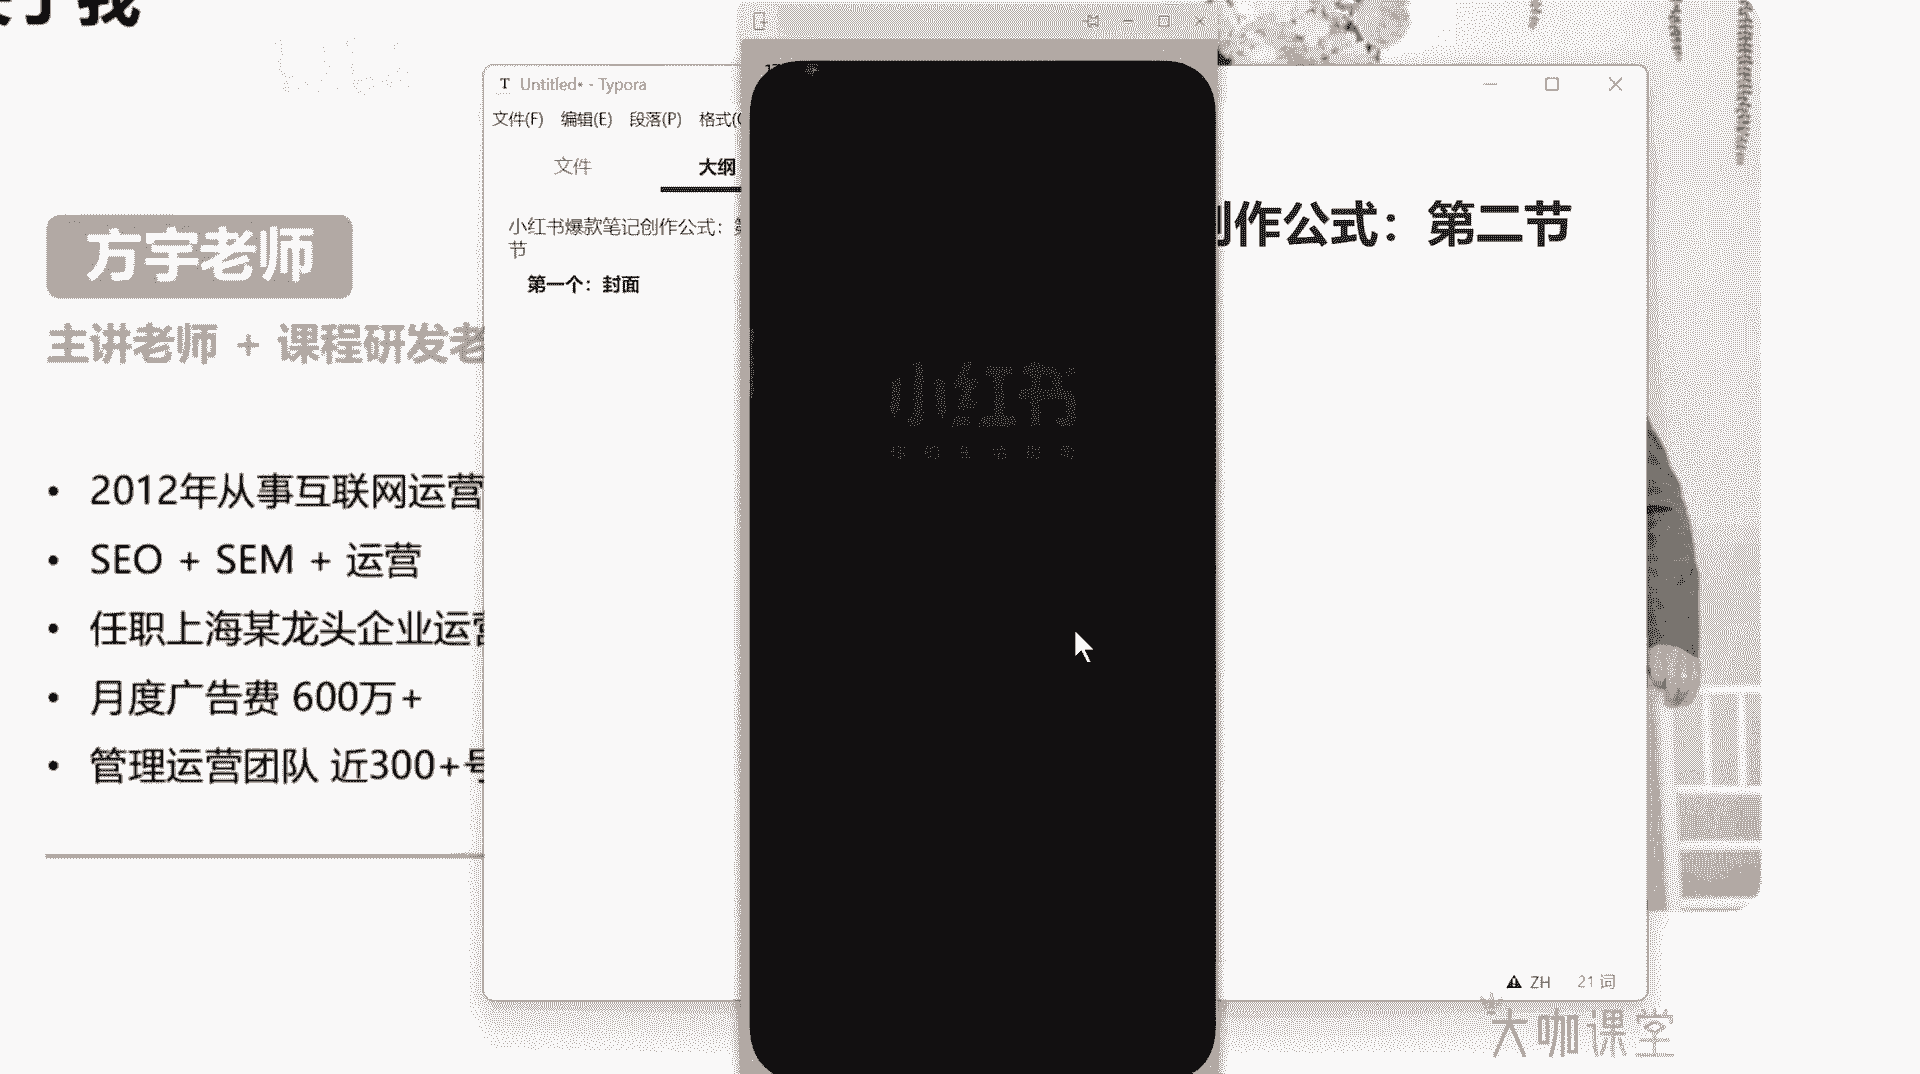 我
Untitled• - Typora
文件(F) 编辑(E) 段落(P) 格式(
文件
大纲
小红书爆款笔记创作公式：
节
第一个：封面
创作公式：第二节
方宇老师
主讲老师 + 课程研发老
2012年从事互联网运营
SEO + SEM + 运营
任职上海某龙头企业运营
月度广告费 600万+
管理运营团队 近300+号
小红书
ZH 21 词
大咖课堂